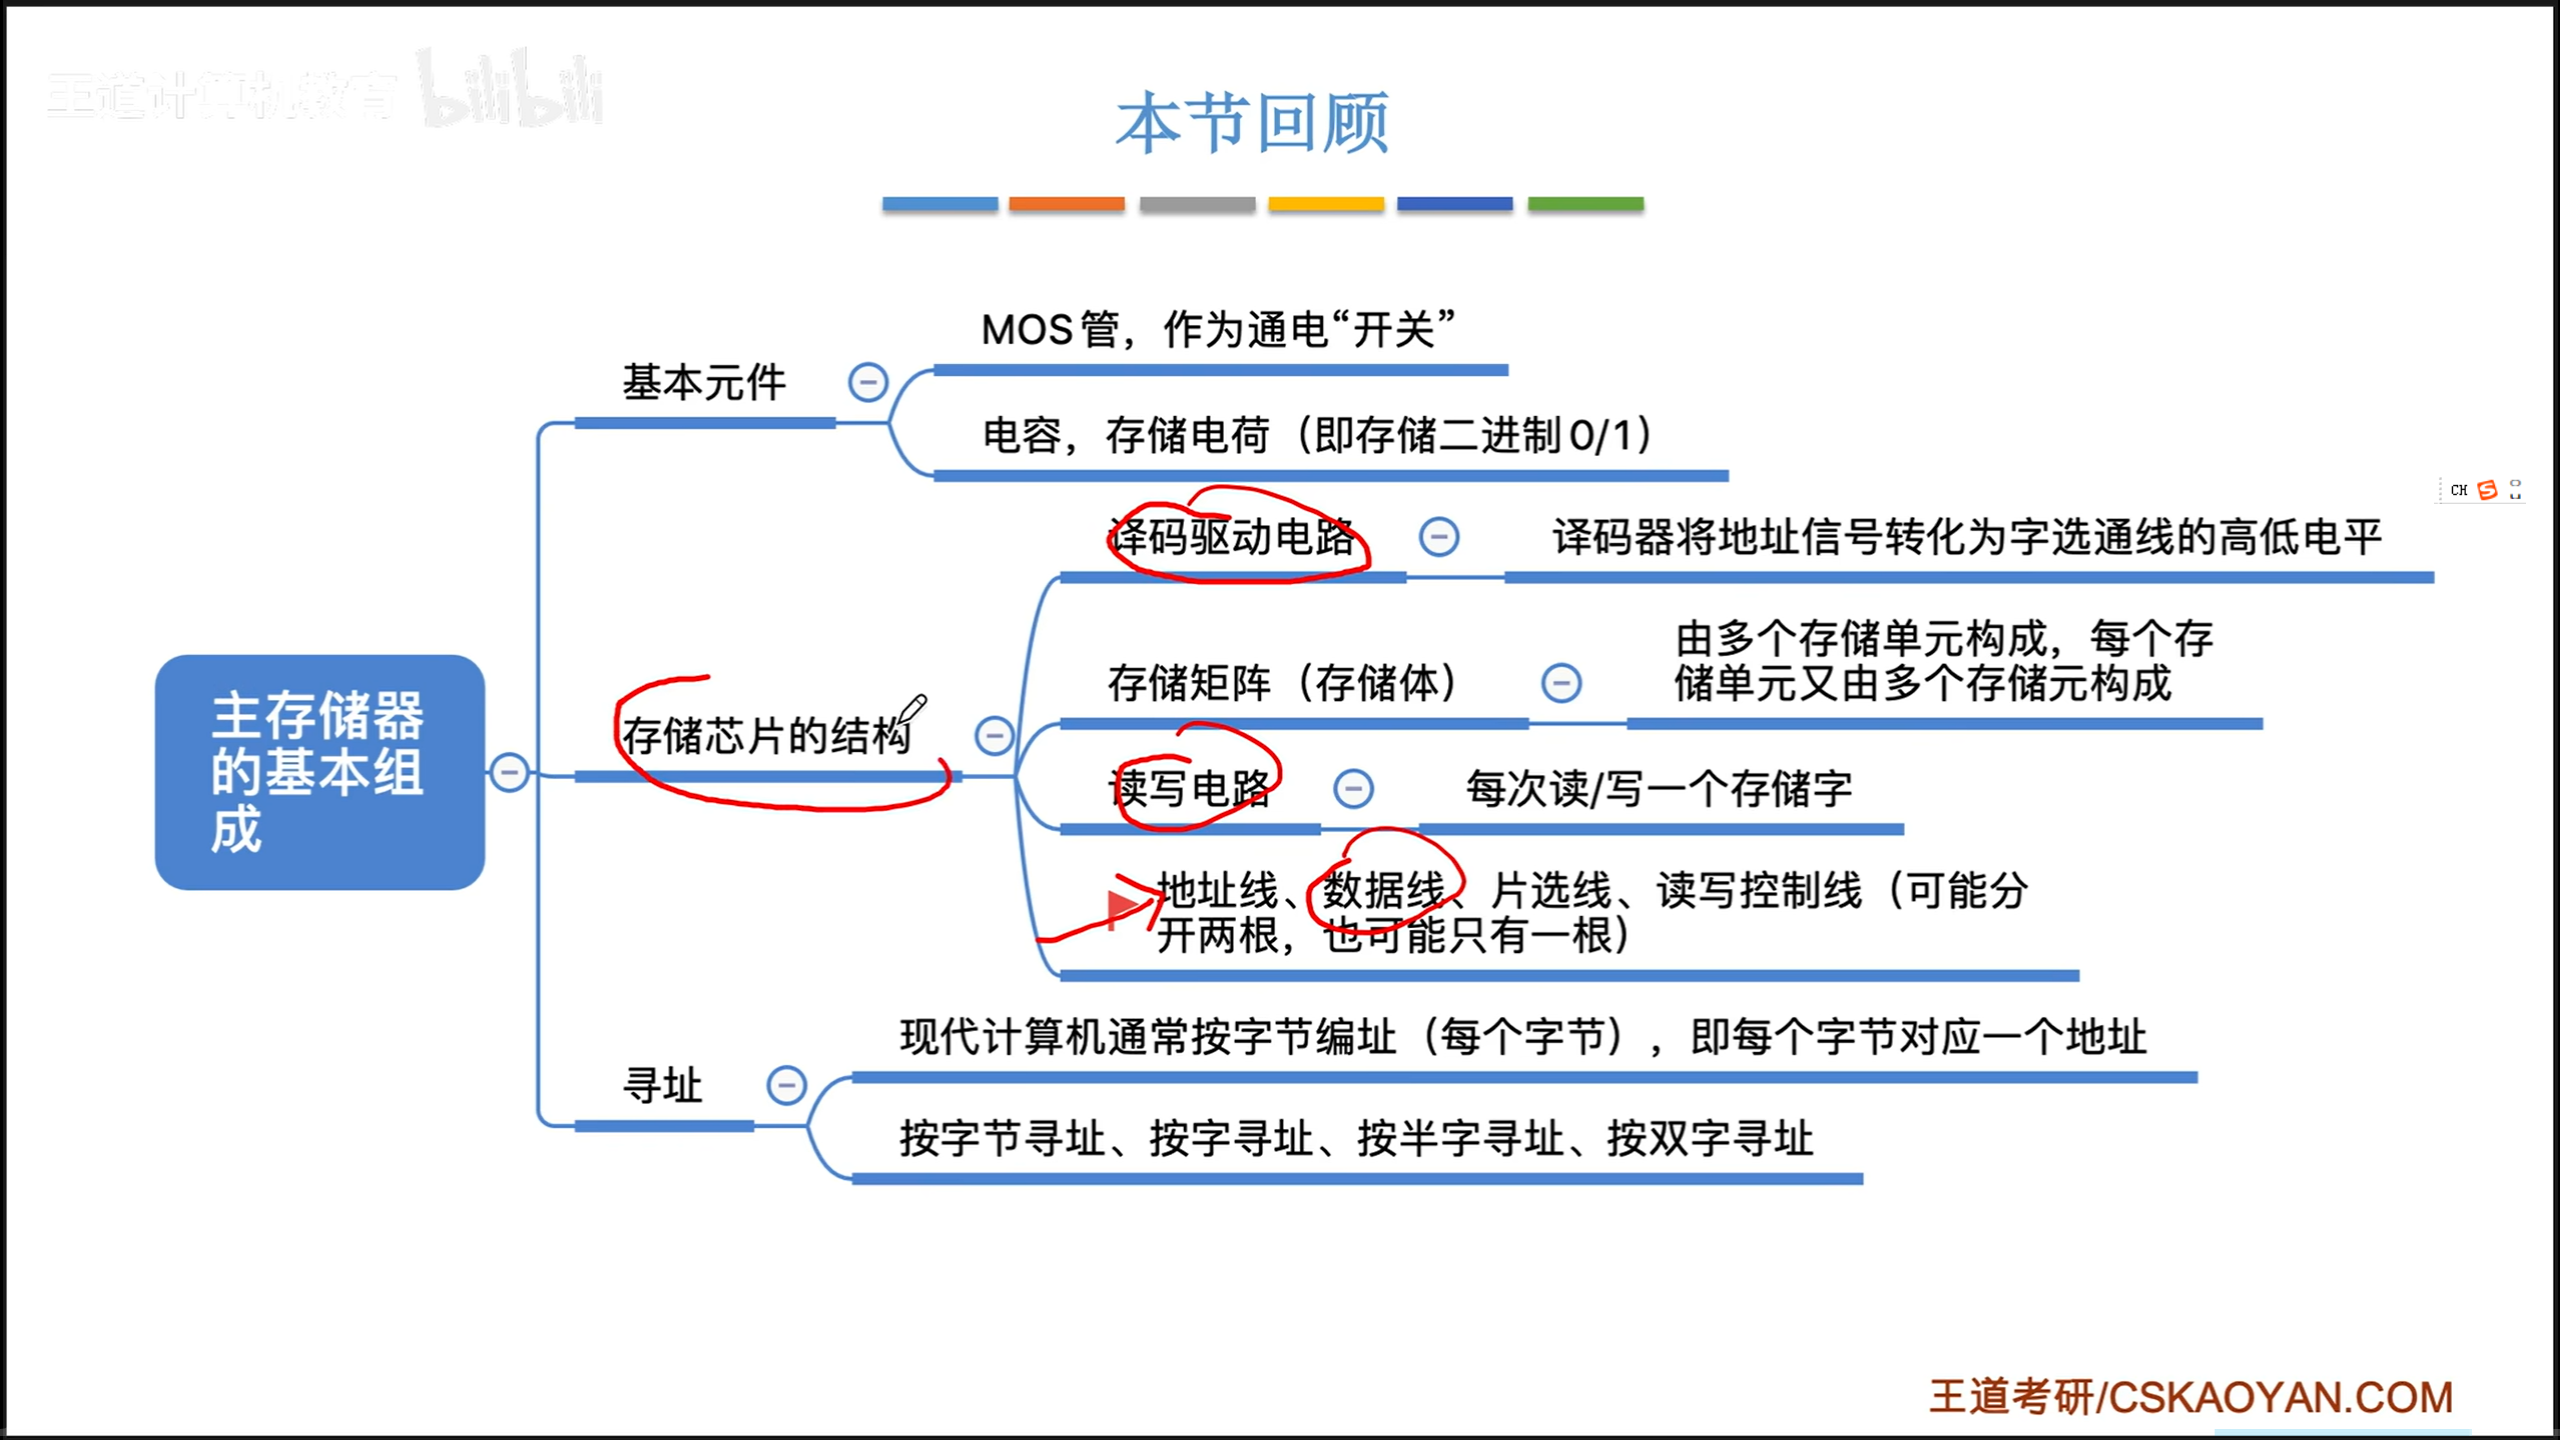 王道计算机教育 bilibili
本节回顾
MOS管，作为通电“开关”
基本元件
电容，存储电荷（即存储二进制0/1）
译码驱动电路
译码器将地址信号转化为字选通线的高低电平
由多个存储单元构成，每个存
储单元又由多个存储元构成
存储矩阵（存储体）
主存储器
的基本组
成
存储芯片的结构
读写电路
每次读/写一个存储字
地址线、数据线、片选线、读写控制线（可能分
开两根，也可能只有一根）
现代计算机通常按字节编址（每个字节），即每个字节对应一个地址
寻址
按字节寻址、按字寻址、按半字寻址、按双字寻址
CH S
王道考研/CSKAOYAN.COM